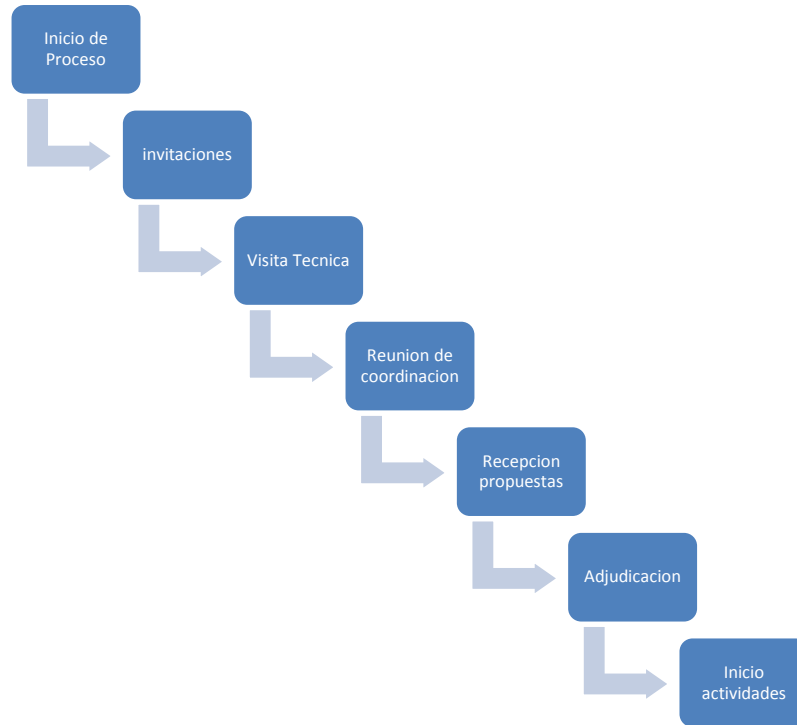 Inicio de
Proceso
invitaciones
Visita Tecnica
Reunion de
coordinacion
Recepcion
propuestas
Adjudicacion
Inicio
actividades